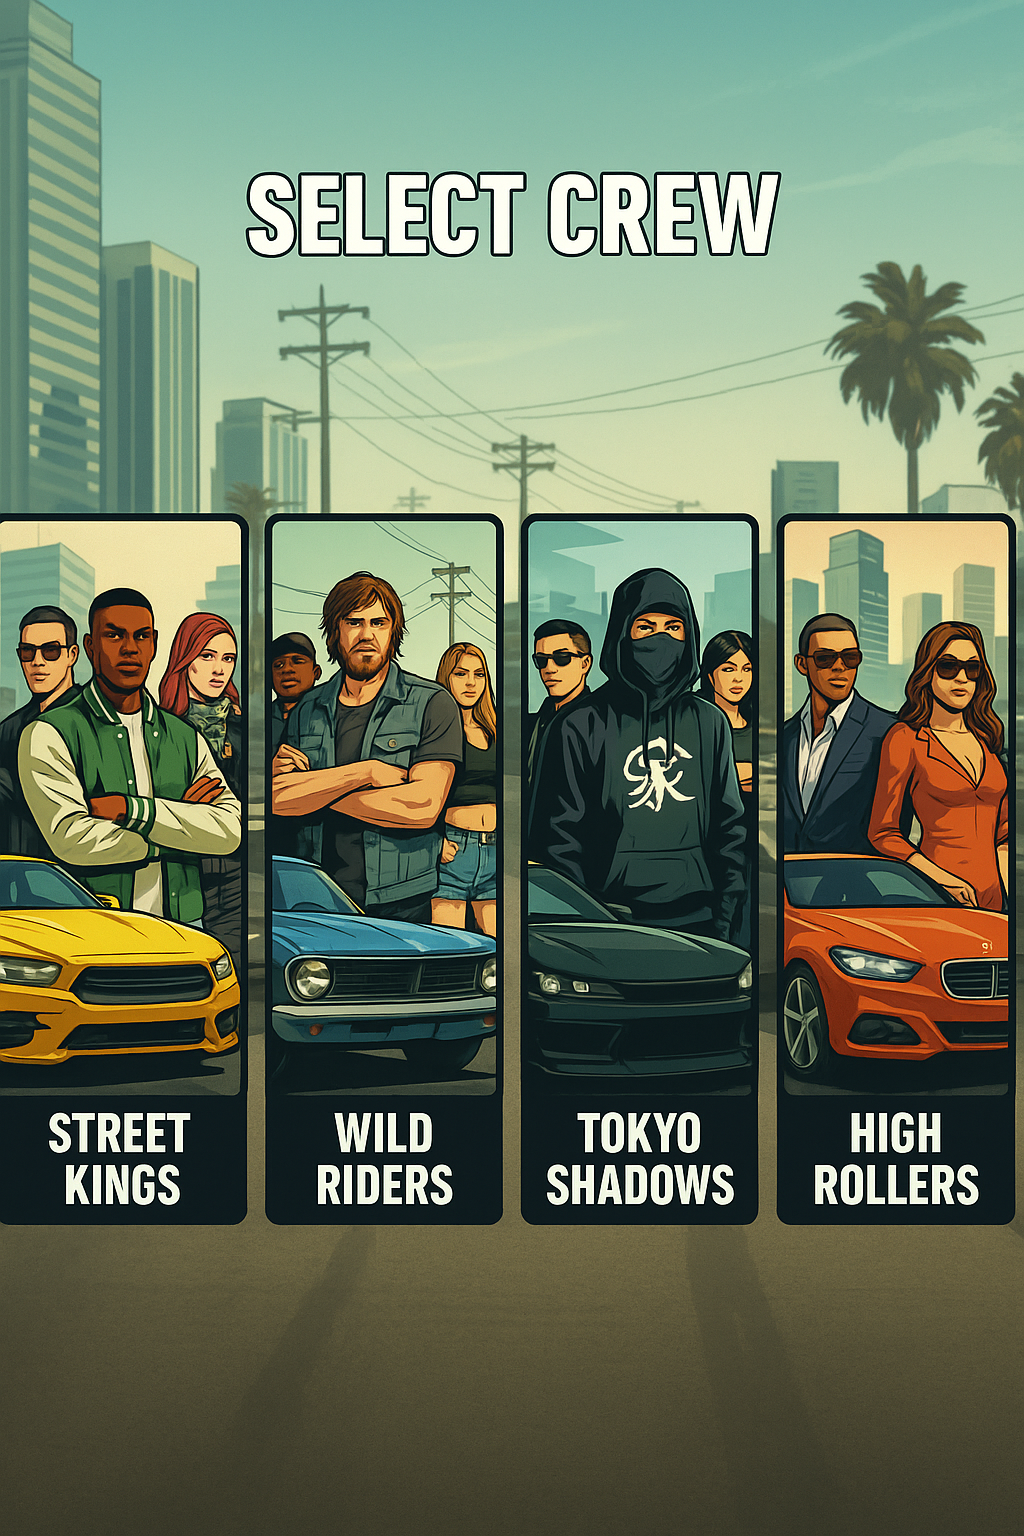 SELECT CREW
STREET
KINGS
WILD
RIDERS
TOKYO
SHADOWS
HIGH
ROLLERS